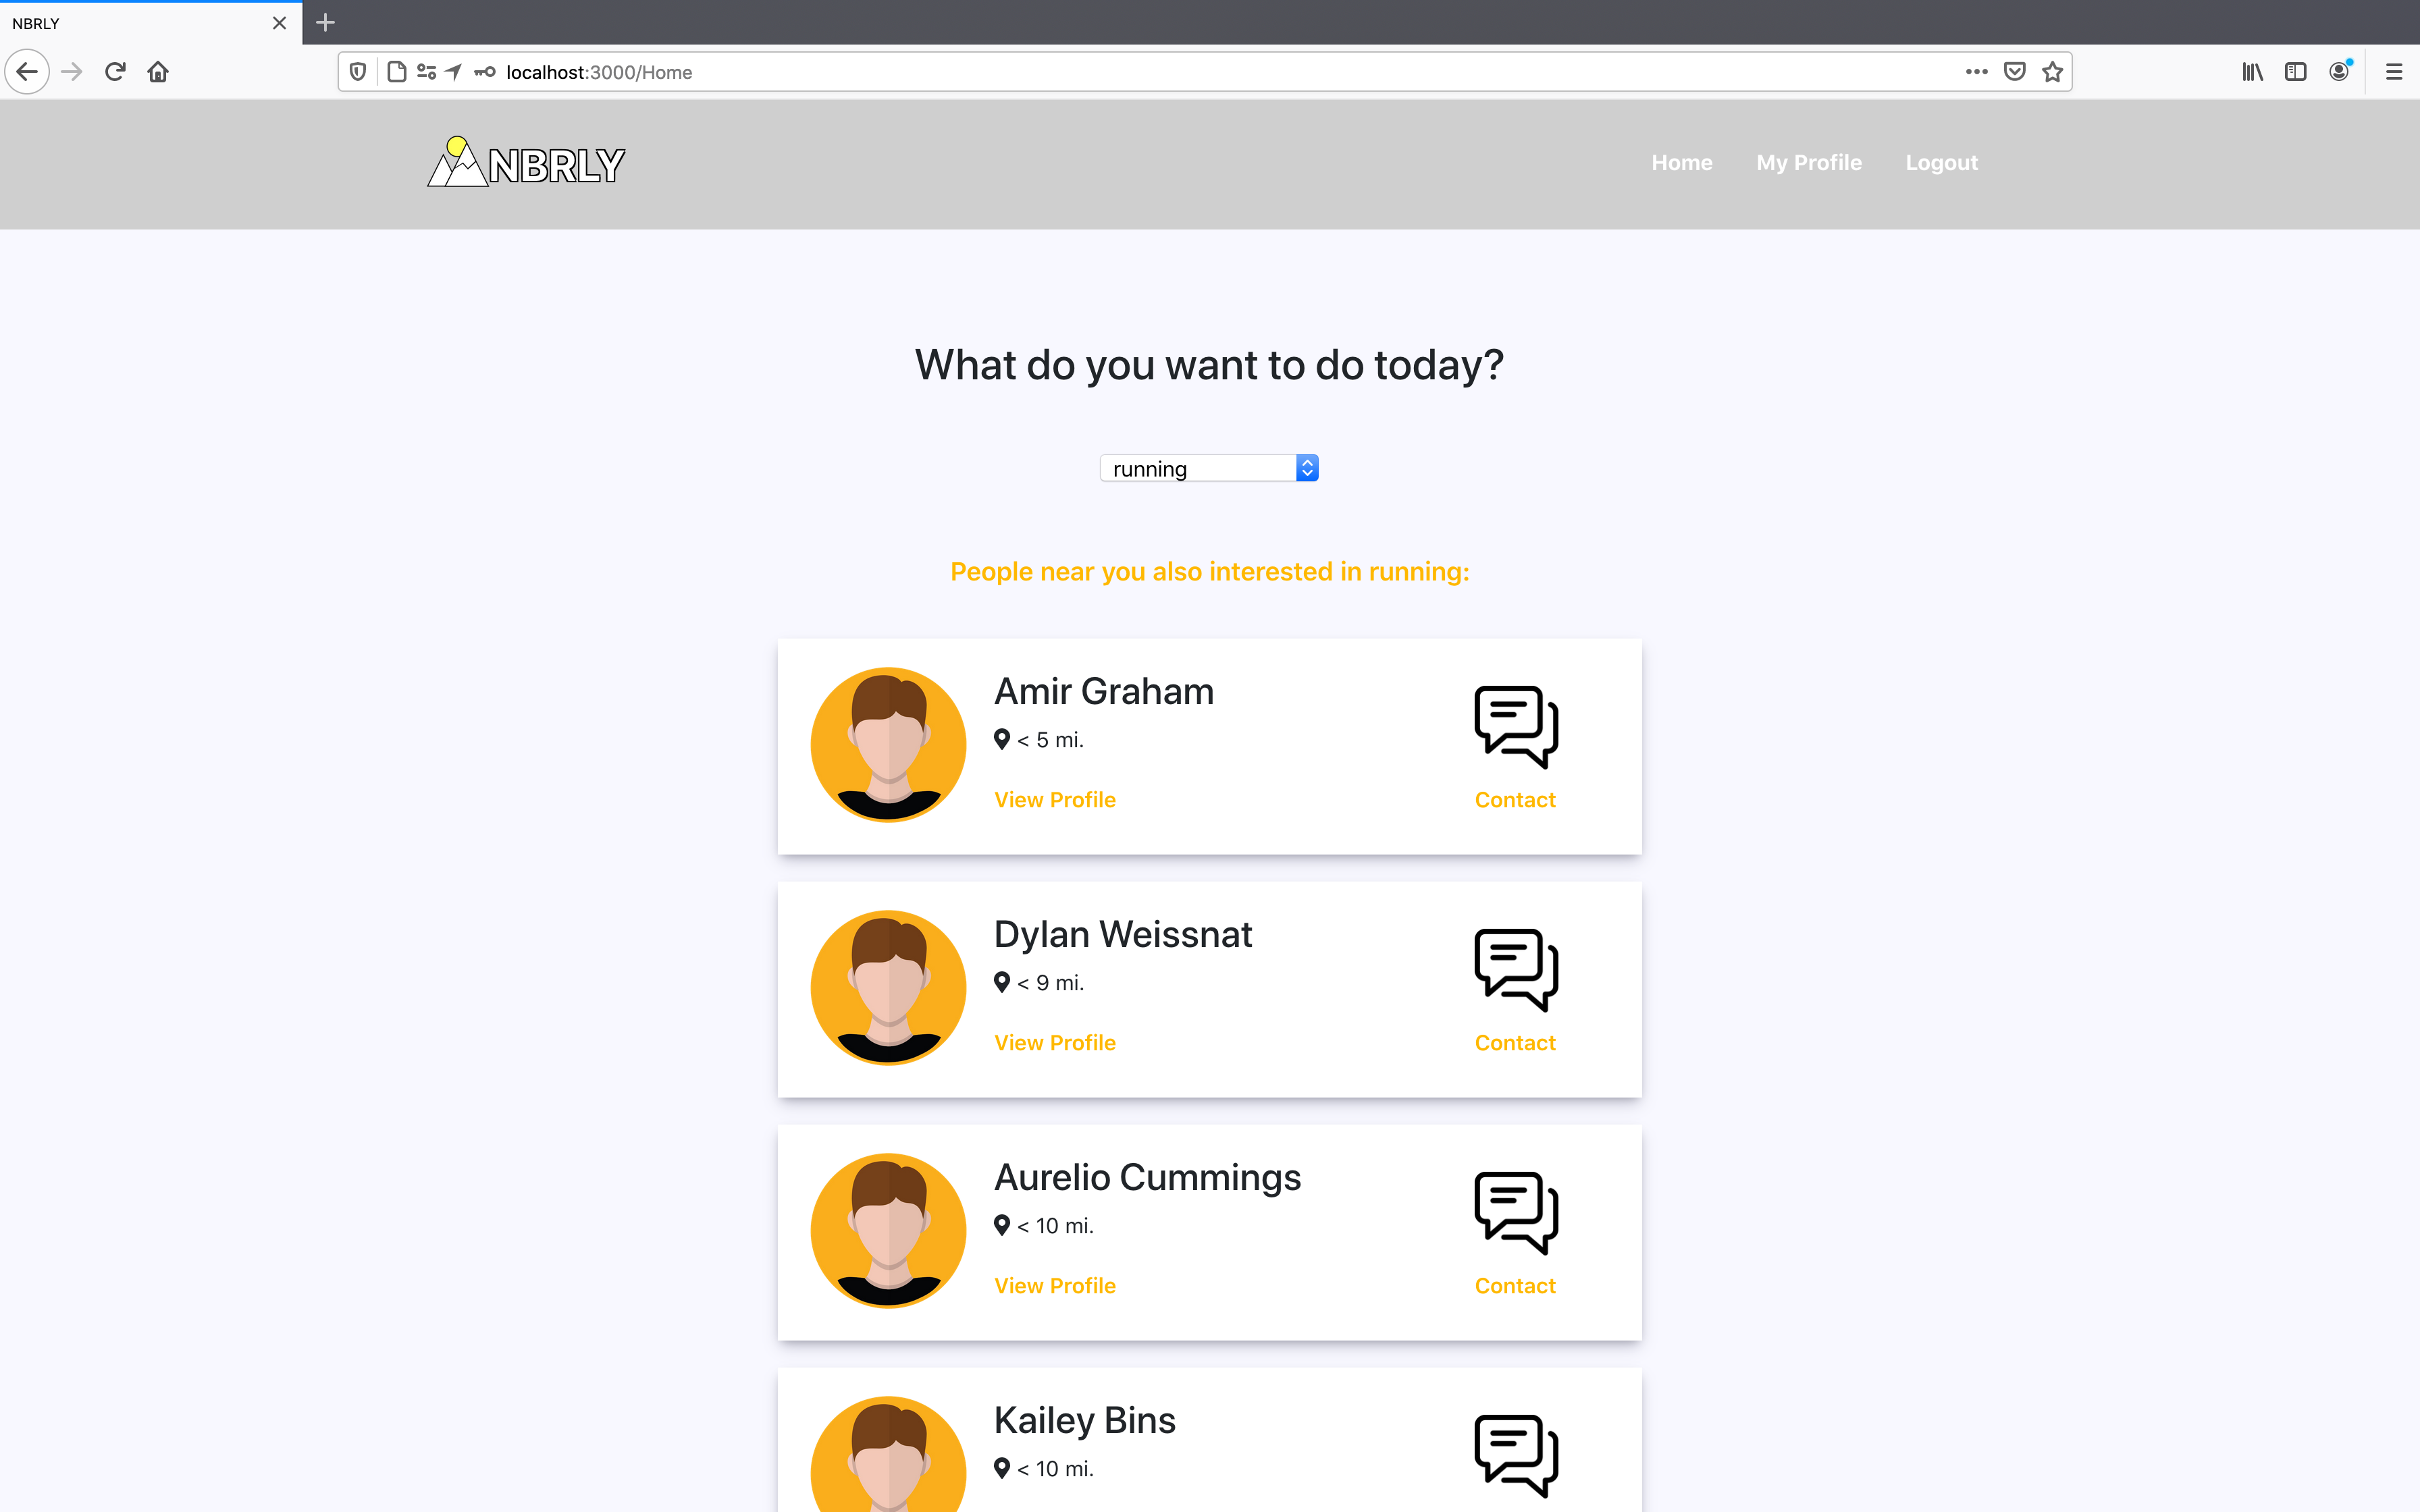 NBRLY
localhost:3000/Home
NBRLY
Home My Profile Logout
What do you want to do today?
running
People near you also interested in running:
Amir Graham
< 5 mi.
View Profile
Contact
Dylan Weissnat
< 9 mi.
View Profile
Contact
Aurelio Cummings
< 10 mi.
View Profile
Contact
Kailey Bins
< 10 mi.